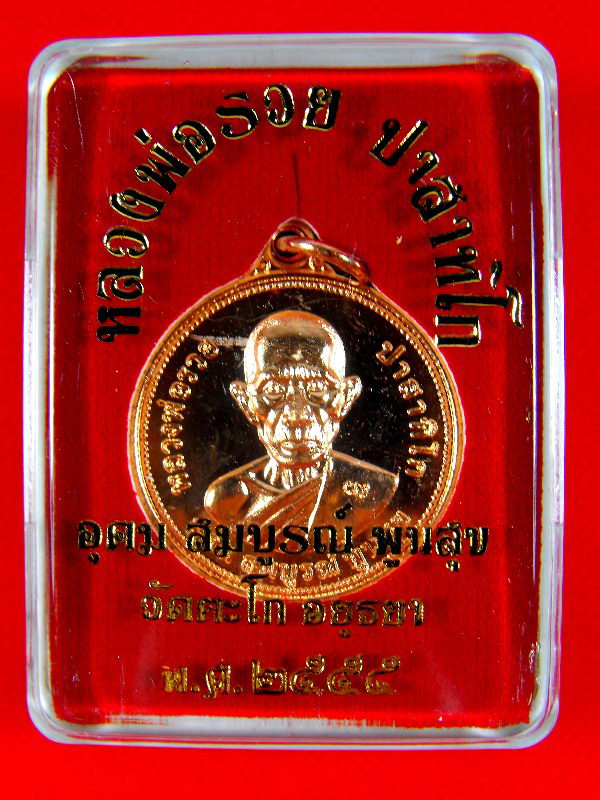 หลวงพ่อรวย ปาสาทิโก
หลวงพ่อรวย ปาสาทิโก
อุดม สมบูรณ์ พูนสุข
วัดตะโก อยุธยา
พ.ศ. ๒๕๕๕